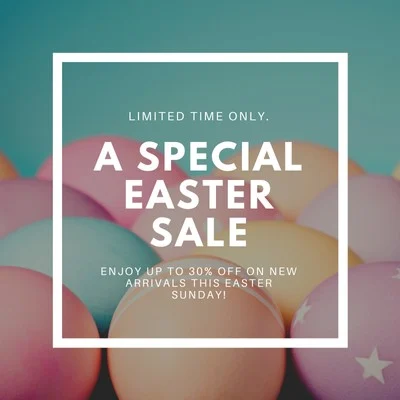 LIMITED TIME ONLY.
A SPECIAL
EASTER
SALE
ENJOY UP TO 30% OFF ON NEW
ARRIVALS THIS EASTER
SUNDAY!